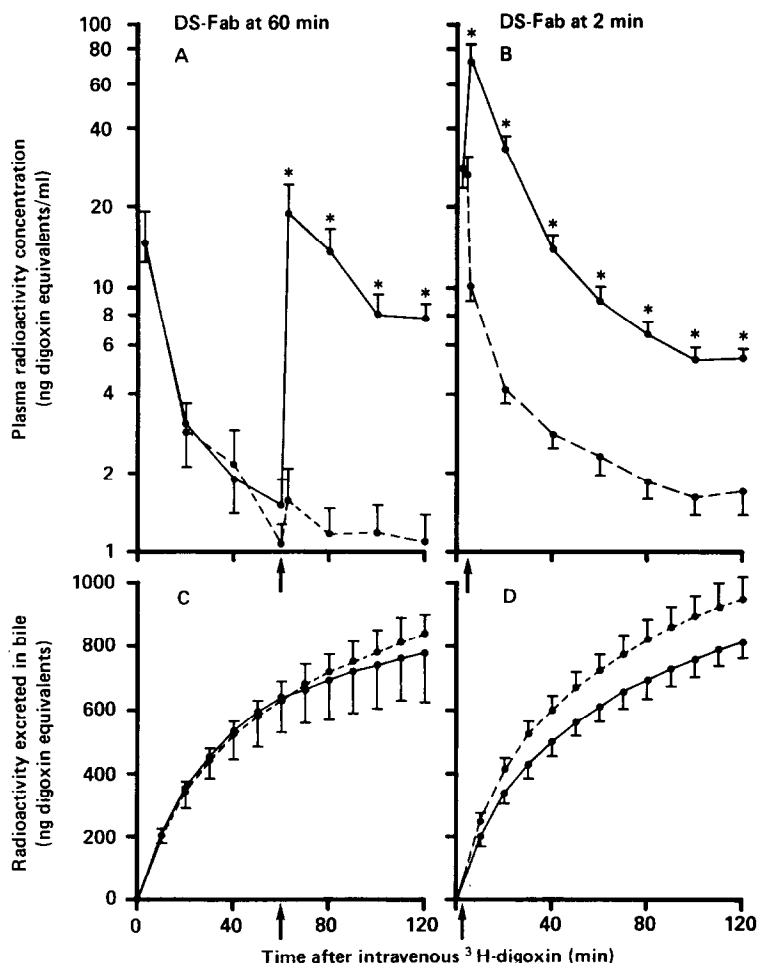 DS-Fab at 60 min
DS-Fab at 2 min
A
B
100
80
60
40
20
10
8
6
4
2
1
Plasma radioactivity concentration
(ng digoxin equivalents/ml)
* * * *
* * * * * * *
C
D
1000
800
600
400
200
0
Radioactivity excreted in bile
(ng digoxin equivalents)
0 40 80 120
40 80 120
Time after intravenous ³H-digoxin (min)